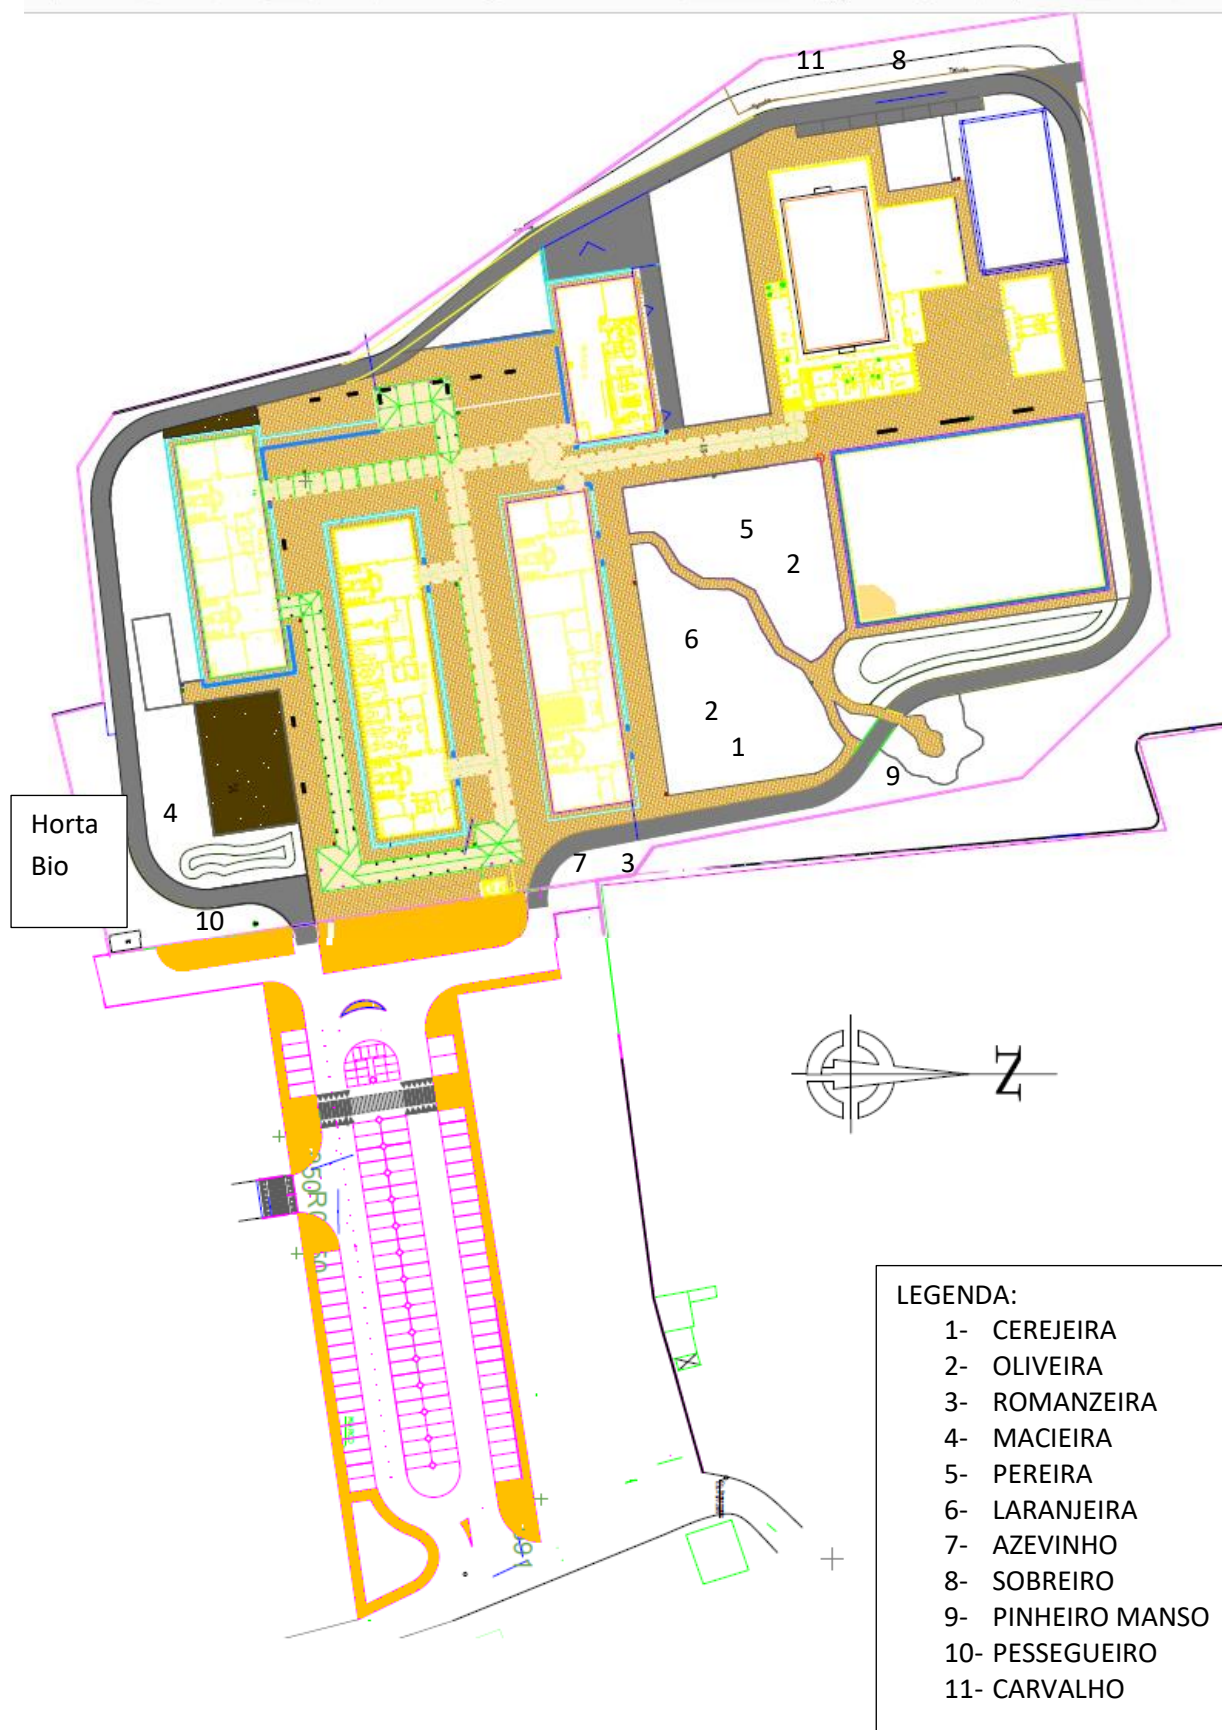 11 8
5
2
6
2
1
9
Horta
Bio
4
7 3
10
N
LEGENDA:
1- CEREJEIRA
2- OLIVEIRA
3- ROMANZEIRA
4- MACIEIRA
5- PEREIRA
6- LARANJEIRA
7- AZEVINHO
8- SOBREIRO
9- PINHEIRO MANSO
10- PESSEGUEIRO
11- CARVALHO